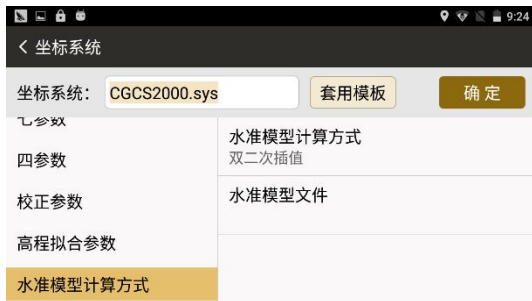 9:24
坐标系统
坐标系统： CGCS2000.sys 套用模板 确定
七参数
四参数
校正参数
高程拟合参数
水准模型计算方式
水准模型计算方式
双二次插值
水准模型文件